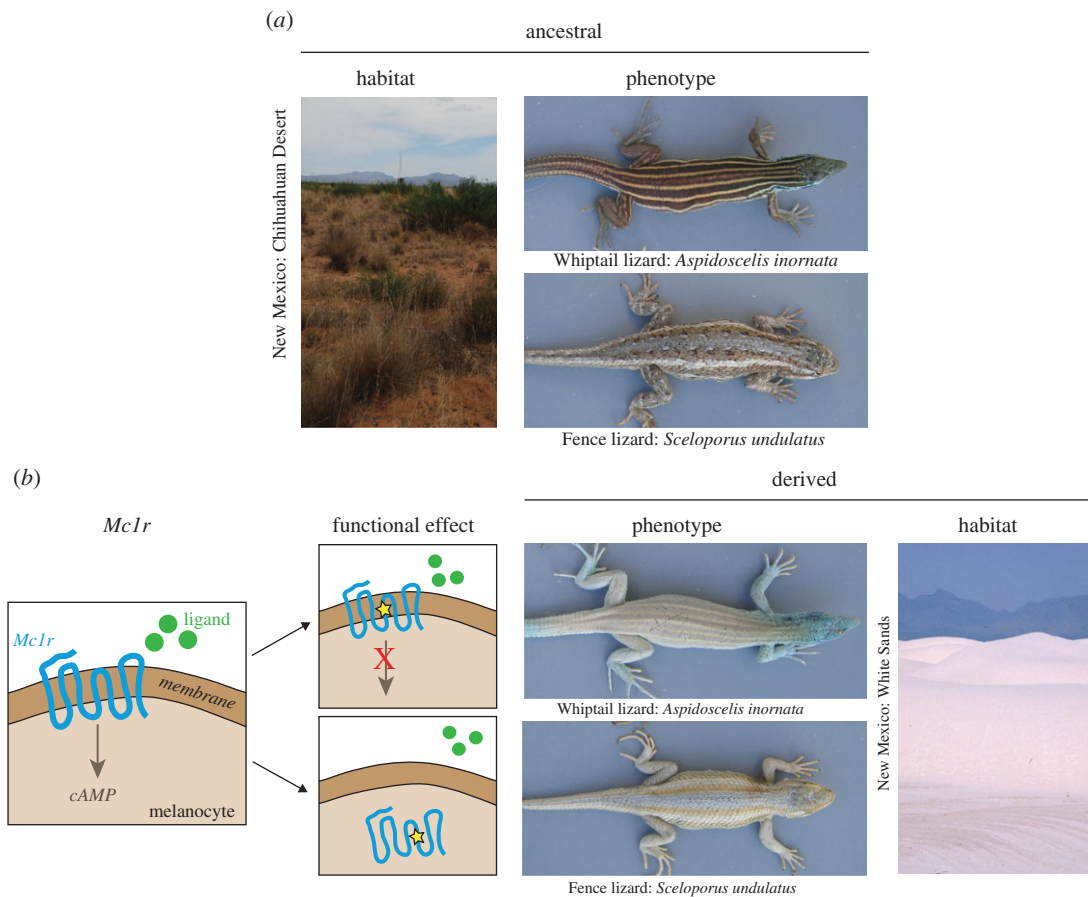 (a)
ancestral
habitat
phenotype
New Mexico: Chihuahuan Desert
Whiptail lizard: Aspidoscelis inornata
Fence lizard: Sceloporus undulatus
(b)
derived
Mc1r
functional effect
phenotype
habitat
ligand
Mc1r
membrane
cAMP
melanocyte
X
Whiptail lizard: Aspidoscelis inornata
New Mexico: White Sands
Fence lizard: Sceloporus undulatus